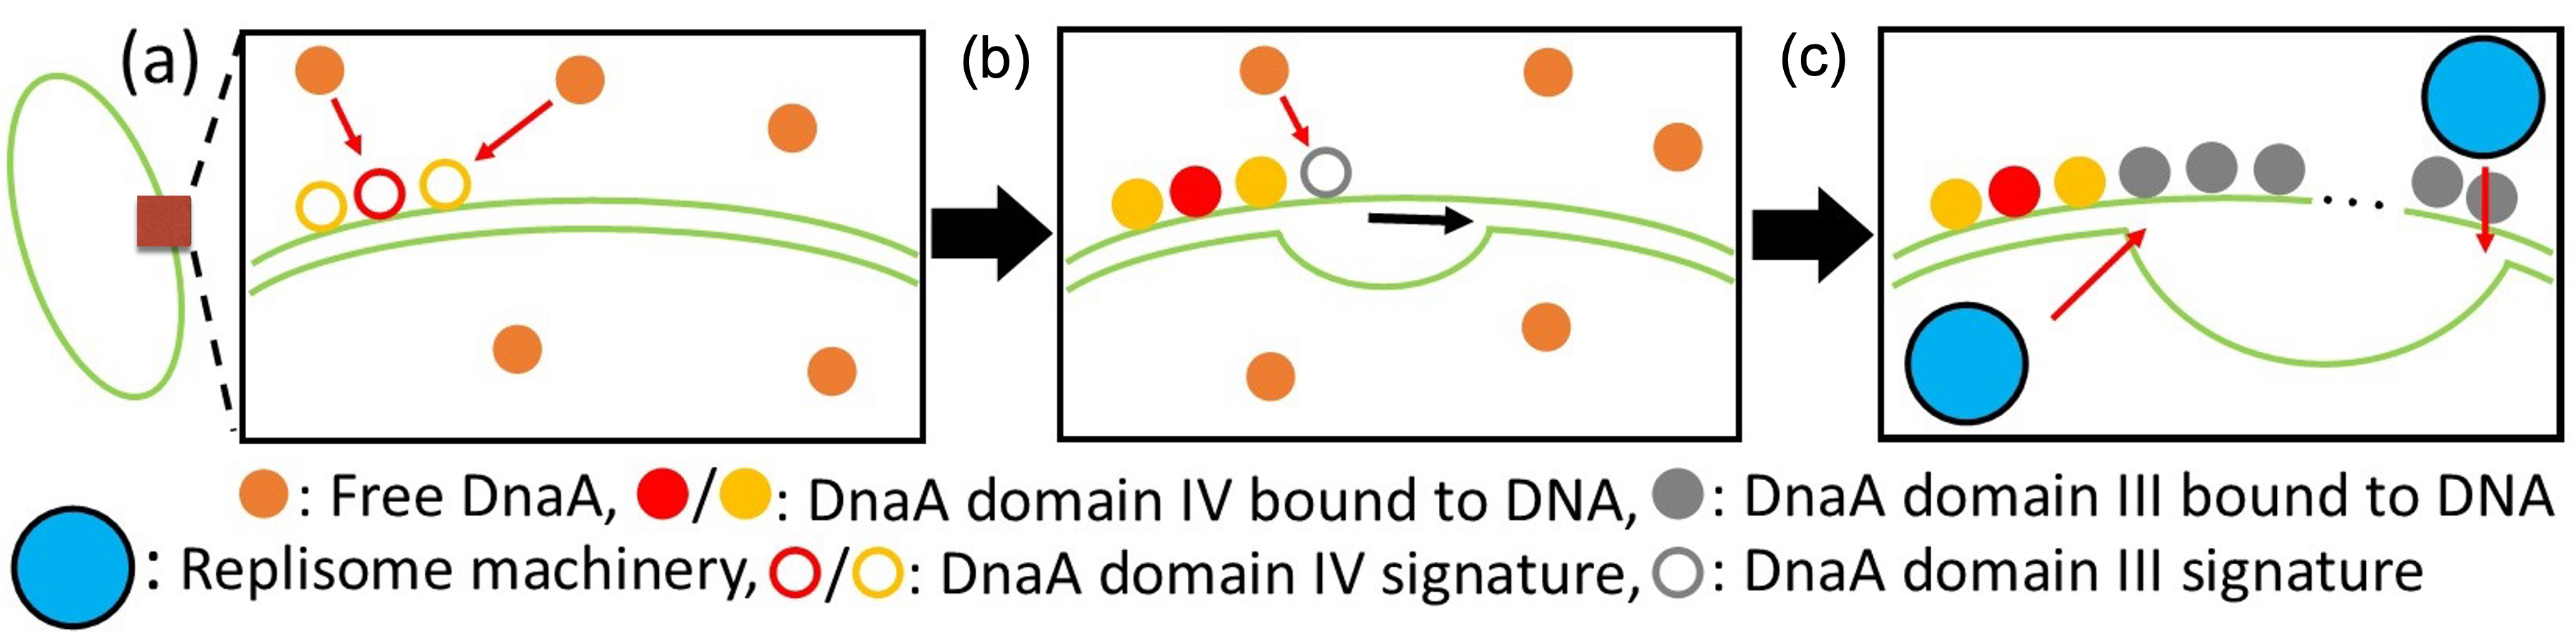 (a)
(b)
(c)
: Free DnaA, / : DnaA domain IV bound to DNA, : DnaA domain III bound to DNA
: Replisome machinery, / : DnaA domain IV signature, : DnaA domain III signature